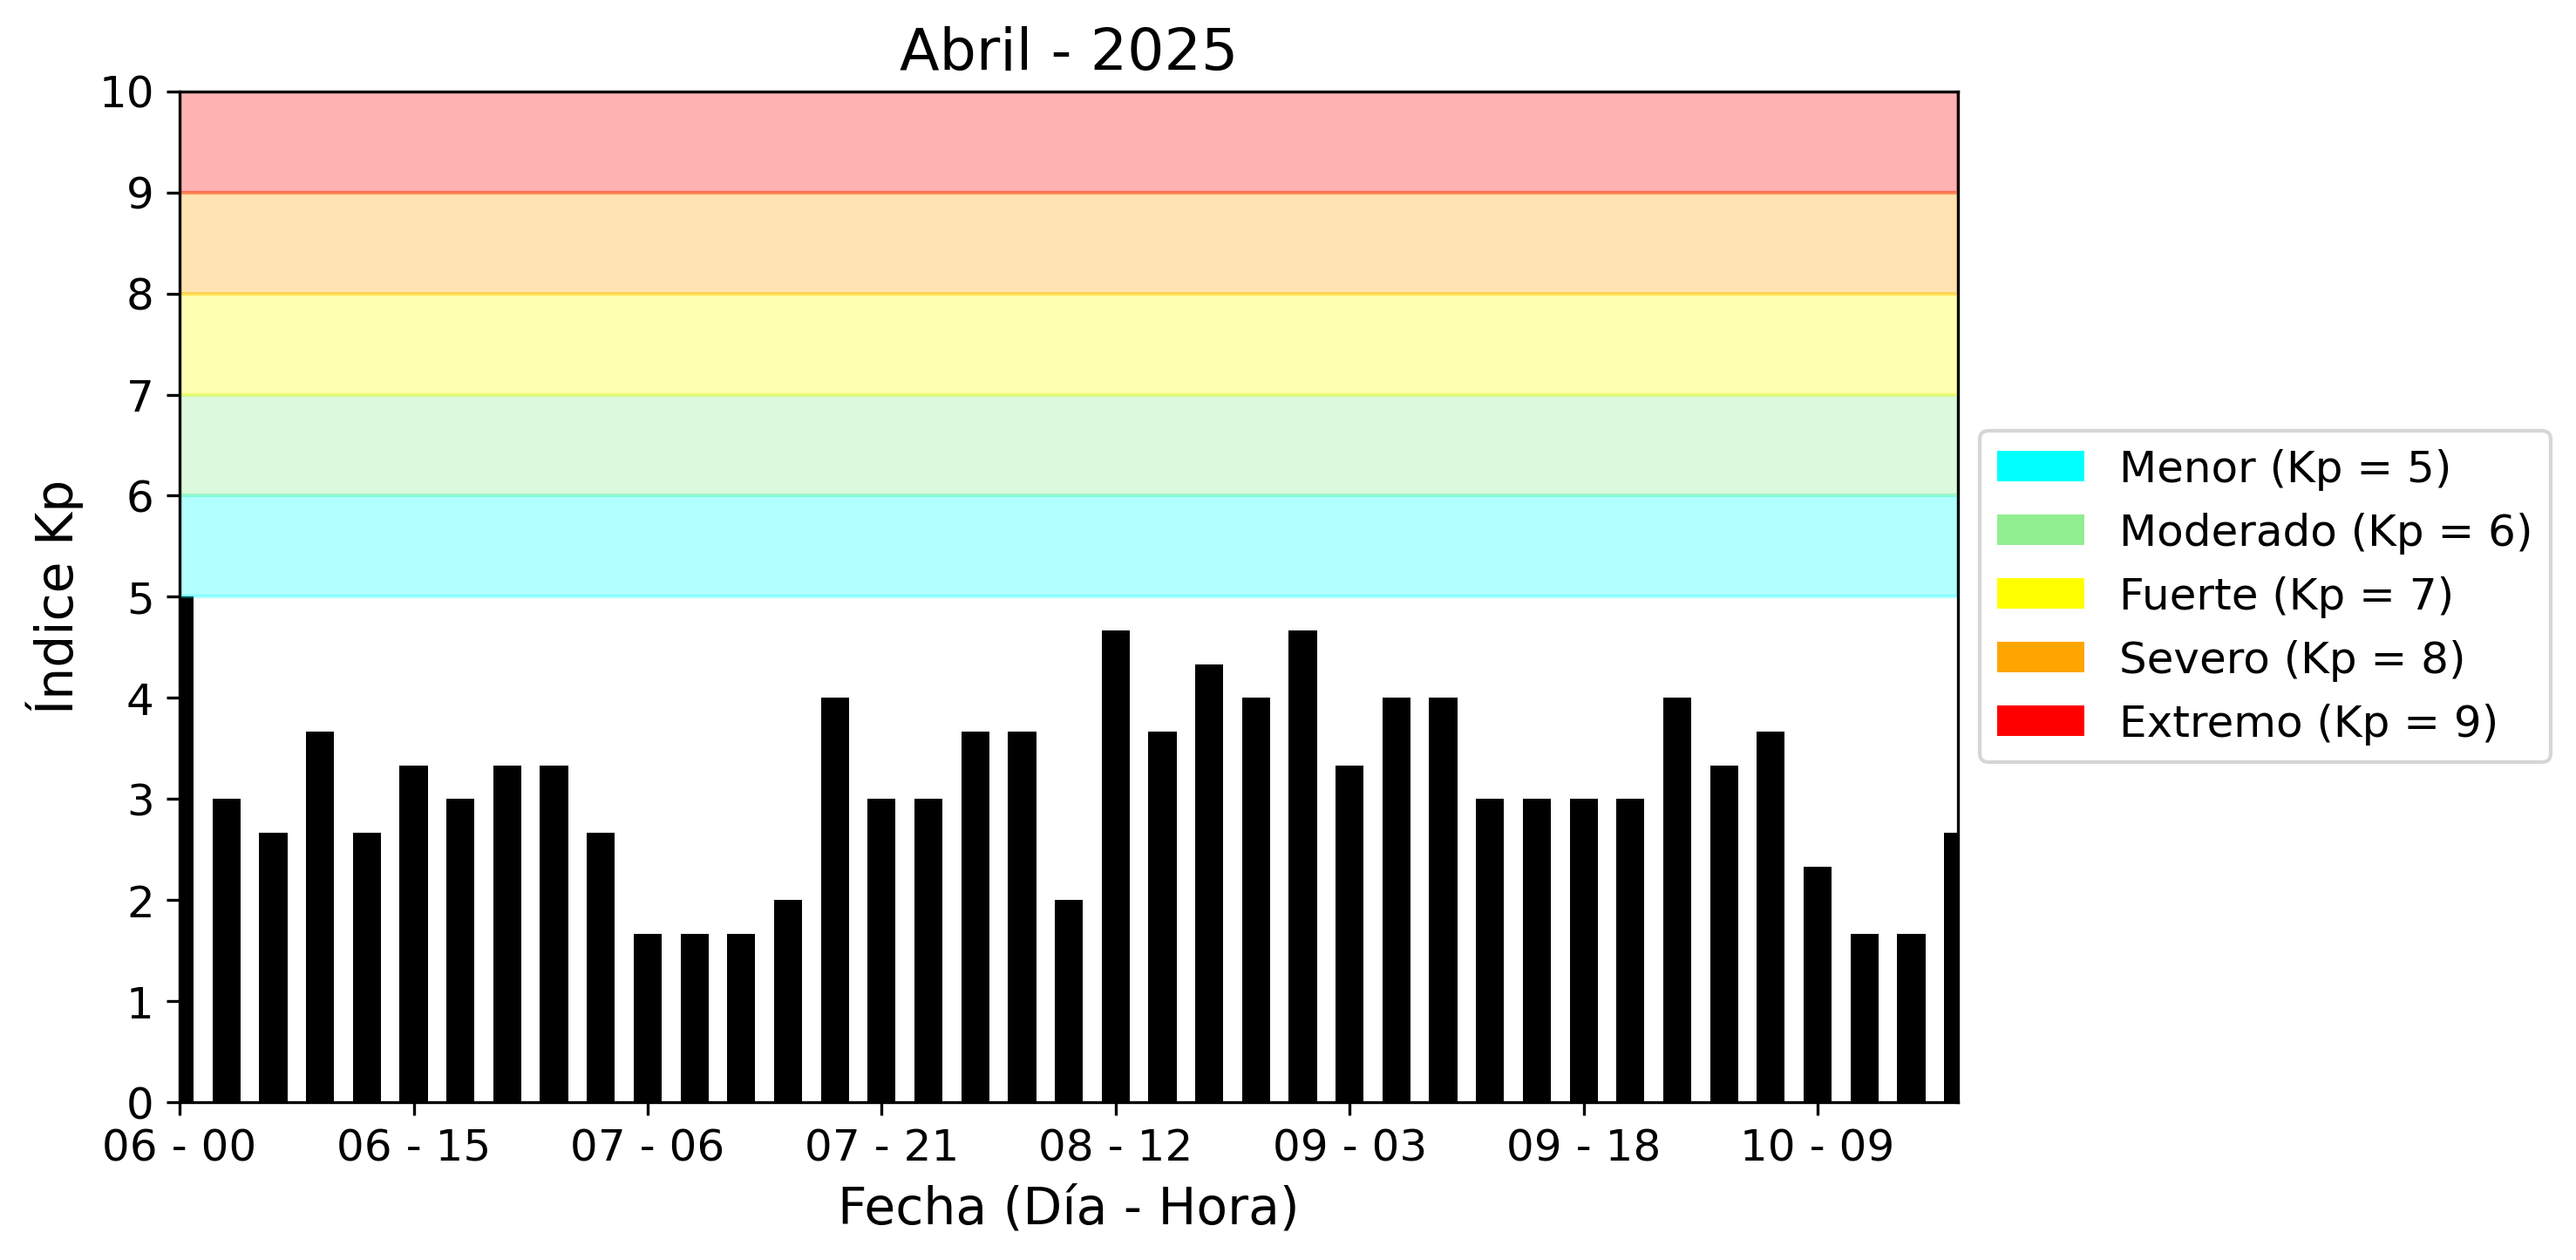 Abril - 2025
10
9
8
7
6
5
4
3
2
1
0
Índice Kp
06 - 00
06 - 15
07 - 06
07 - 21
08 - 12
09 - 03
09 - 18
10 - 09
Fecha (Día - Hora)
Menor (Kp = 5)
Moderado (Kp = 6)
Fuerte (Kp = 7)
Severo (Kp = 8)
Extremo (Kp = 9)